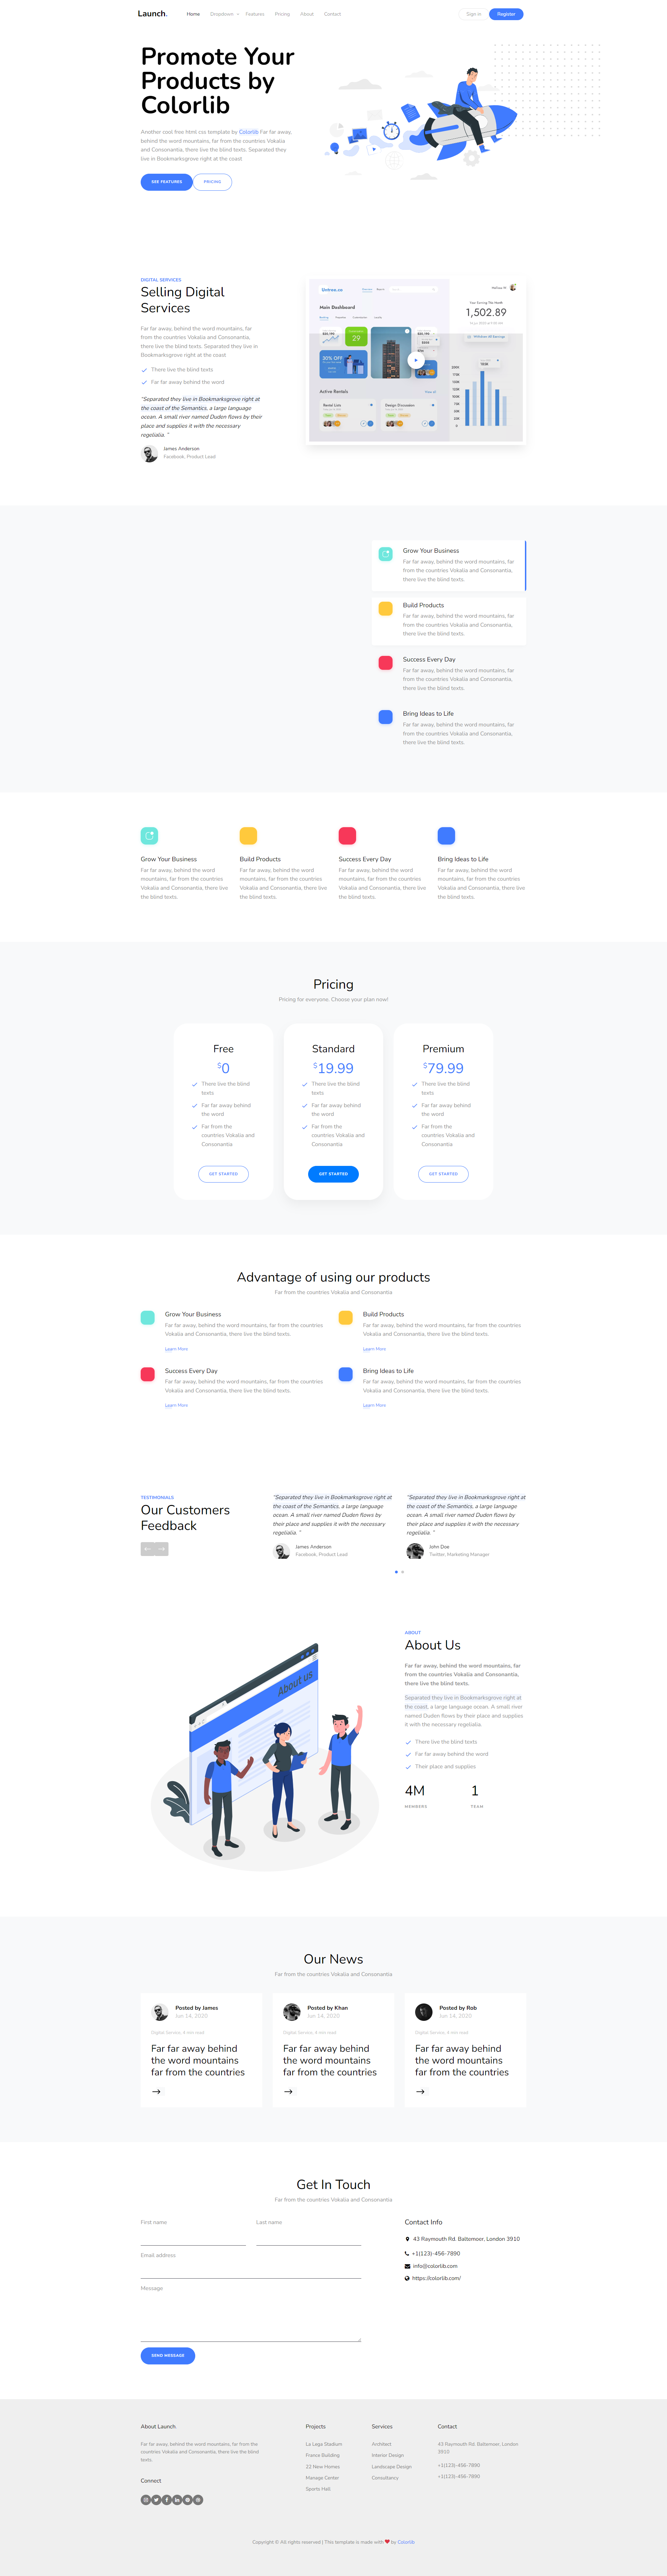 Launch.
Home Dropdown Features Pricing About Contact
Sign in Register
Promote Your
Products by
Colorlib
Another cool free html css template by Colorlib Far far away,
behind the word mountains, far from the countries Vokalia
and Consonantia, there live the blind texts. Separated they
live in Bookmarksgrove right at the coast
SEE FEATURES PRICING
DIGITAL SERVICES
Selling Digital
Services
Far far away, behind the word mountains, far
from the countries Vokalia and Consonantia,
there live the blind texts. Separated they live in
Bookmarksgrove right at the coast
There live the blind texts
Far far away behind the word
"Separated they live in Bookmarksgrove right at
the coast of the Semantics, a large language
ocean. A small river named Duden flows by their
place and supplies it with the necessary
regelialia. "
James Anderson
Facebook, Product Lead
Untree.co
Main Dashboard
1,502.89
Withdraw All Earnings
29
30% OFF
Active Rentals
Grow Your Business
Far far away, behind the word mountains, far
from the countries Vokalia and Consonantia,
there live the blind texts.
Build Products
Far far away, behind the word mountains, far
from the countries Vokalia and Consonantia,
there live the blind texts.
Success Every Day
Far far away, behind the word mountains, far
from the countries Vokalia and Consonantia,
there live the blind texts.
Bring Ideas to Life
Far far away, behind the word mountains, far
from the countries Vokalia and Consonantia,
there live the blind texts.
Grow Your Business
Far far away, behind the word
mountains, far from the countries
Vokalia and Consonantia, there live
the blind texts.
Build Products
Far far away, behind the word
mountains, far from the countries
Vokalia and Consonantia, there live
the blind texts.
Success Every Day
Far far away, behind the word
mountains, far from the countries
Vokalia and Consonantia, there live
the blind texts.
Bring Ideas to Life
Far far away, behind the word
mountains, far from the countries
Vokalia and Consonantia, there live
the blind texts.
Pricing
Pricing for everyone. Choose your plan now!
Free
$0
There live the blind
texts
Far far away behind
the word
Far from the
countries Vokalia and
Consonantia
GET STARTED
Standard
$19.99
There live the blind
texts
Far far away behind
the word
Far from the
countries Vokalia and
Consonantia
GET STARTED
Premium
$79.99
There live the blind
texts
Far far away behind
the word
Far from the
countries Vokalia and
Consonantia
GET STARTED
Advantage of using our products
Far from the countries Vokalia and Consonantia
Grow Your Business
Far far away, behind the word mountains, far from the countries
Vokalia and Consonantia, there live the blind texts.
Learn More
Build Products
Far far away, behind the word mountains, far from the countries
Vokalia and Consonantia, there live the blind texts.
Learn More
Success Every Day
Far far away, behind the word mountains, far from the countries
Vokalia and Consonantia, there live the blind texts.
Learn More
Bring Ideas to Life
Far far away, behind the word mountains, far from the countries
Vokalia and Consonantia, there live the blind texts.
Learn More
TESTIMONIALS
Our Customers
Feedback
"Separated they live in Bookmarksgrove right at
the coast of the Semantics, a large language
ocean. A small river named Duden flows by
their place and supplies it with the necessary
regelialia. "
James Anderson
Facebook, Product Lead
"Separated they live in Bookmarksgrove right at
the coast of the Semantics, a large language
ocean. A small river named Duden flows by
their place and supplies it with the necessary
regelialia. "
John Doe
Twitter, Marketing Manager
About us
ABOUT
About Us
Far far away, behind the word mountains, far
from the countries Vokalia and Consonantia,
there live the blind texts.
Separated they live in Bookmarksgrove right at
the coast, a large language ocean. A small river
named Duden flows by their place and supplies
it with the necessary regelialia.
There live the blind texts
Far far away behind the word
Their place and supplies
4M
MEMBERS
1
TEAM
Our News
Far from the countries Vokalia and Consonantia
Posted by James
Jan 14, 2020
Digital Service, 4 min read
Far far away behind
the word mountains
far from the countries
Posted by Khan
Jan 14, 2020
Digital Service, 4 min read
Far far away behind
the word mountains
far from the countries
Posted by Rob
Jan 14, 2020
Digital Service, 4 min read
Far far away behind
the word mountains
far from the countries
Get In Touch
Far from the countries Vokalia and Consonantia
First name
Last name
Email address
Message
SEND MESSAGE
Contact Info
43 Raymouth Rd. Baltemoer, London 3910
+1(123)-456-7890
info@colorlib.com
https://colorlib.com/
About Launch
Far far away, behind the word mountains, far from the
countries Vokalia and Consonantia, there live the blind
texts.
Connect
Projects
La Lega Stadium
France Building
22 New Homes
Manage Center
Sports Hall
Services
Architect
Interior Design
Landscape Design
Consultancy
Contact
43 Raymouth Rd. Baltemoer, London
3910
+1(123)-456-7890
+1(123)-456-7890
Copyright © All rights reserved | This template is made with by Colorlib